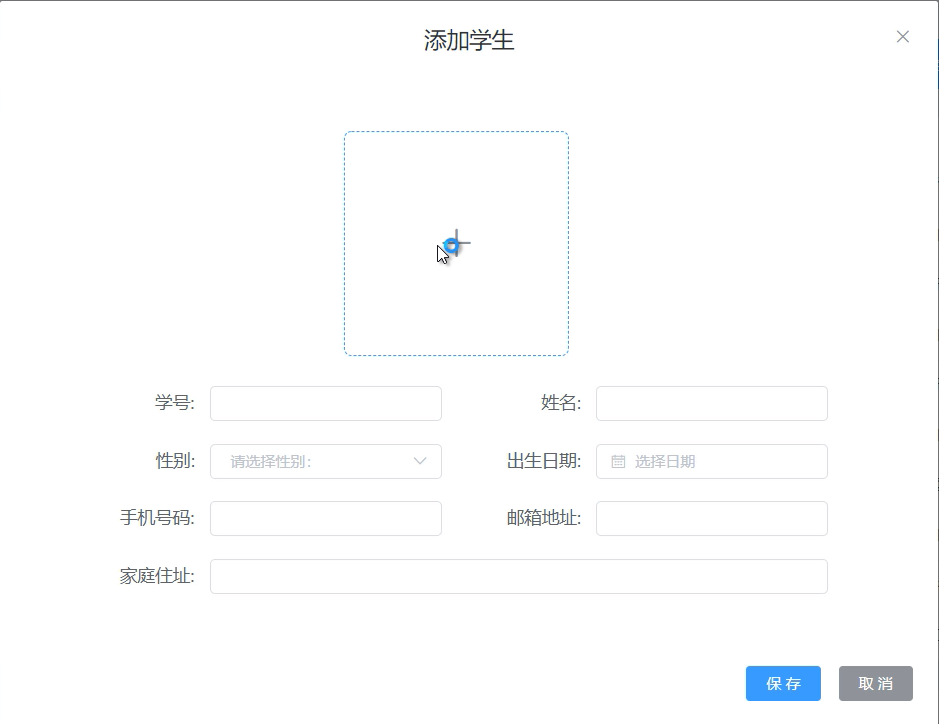 添加学生
学号:
姓名:
性别:
请选择性别:
出生日期:
选择日期
手机号码:
邮箱地址:
家庭住址:
保存
取消